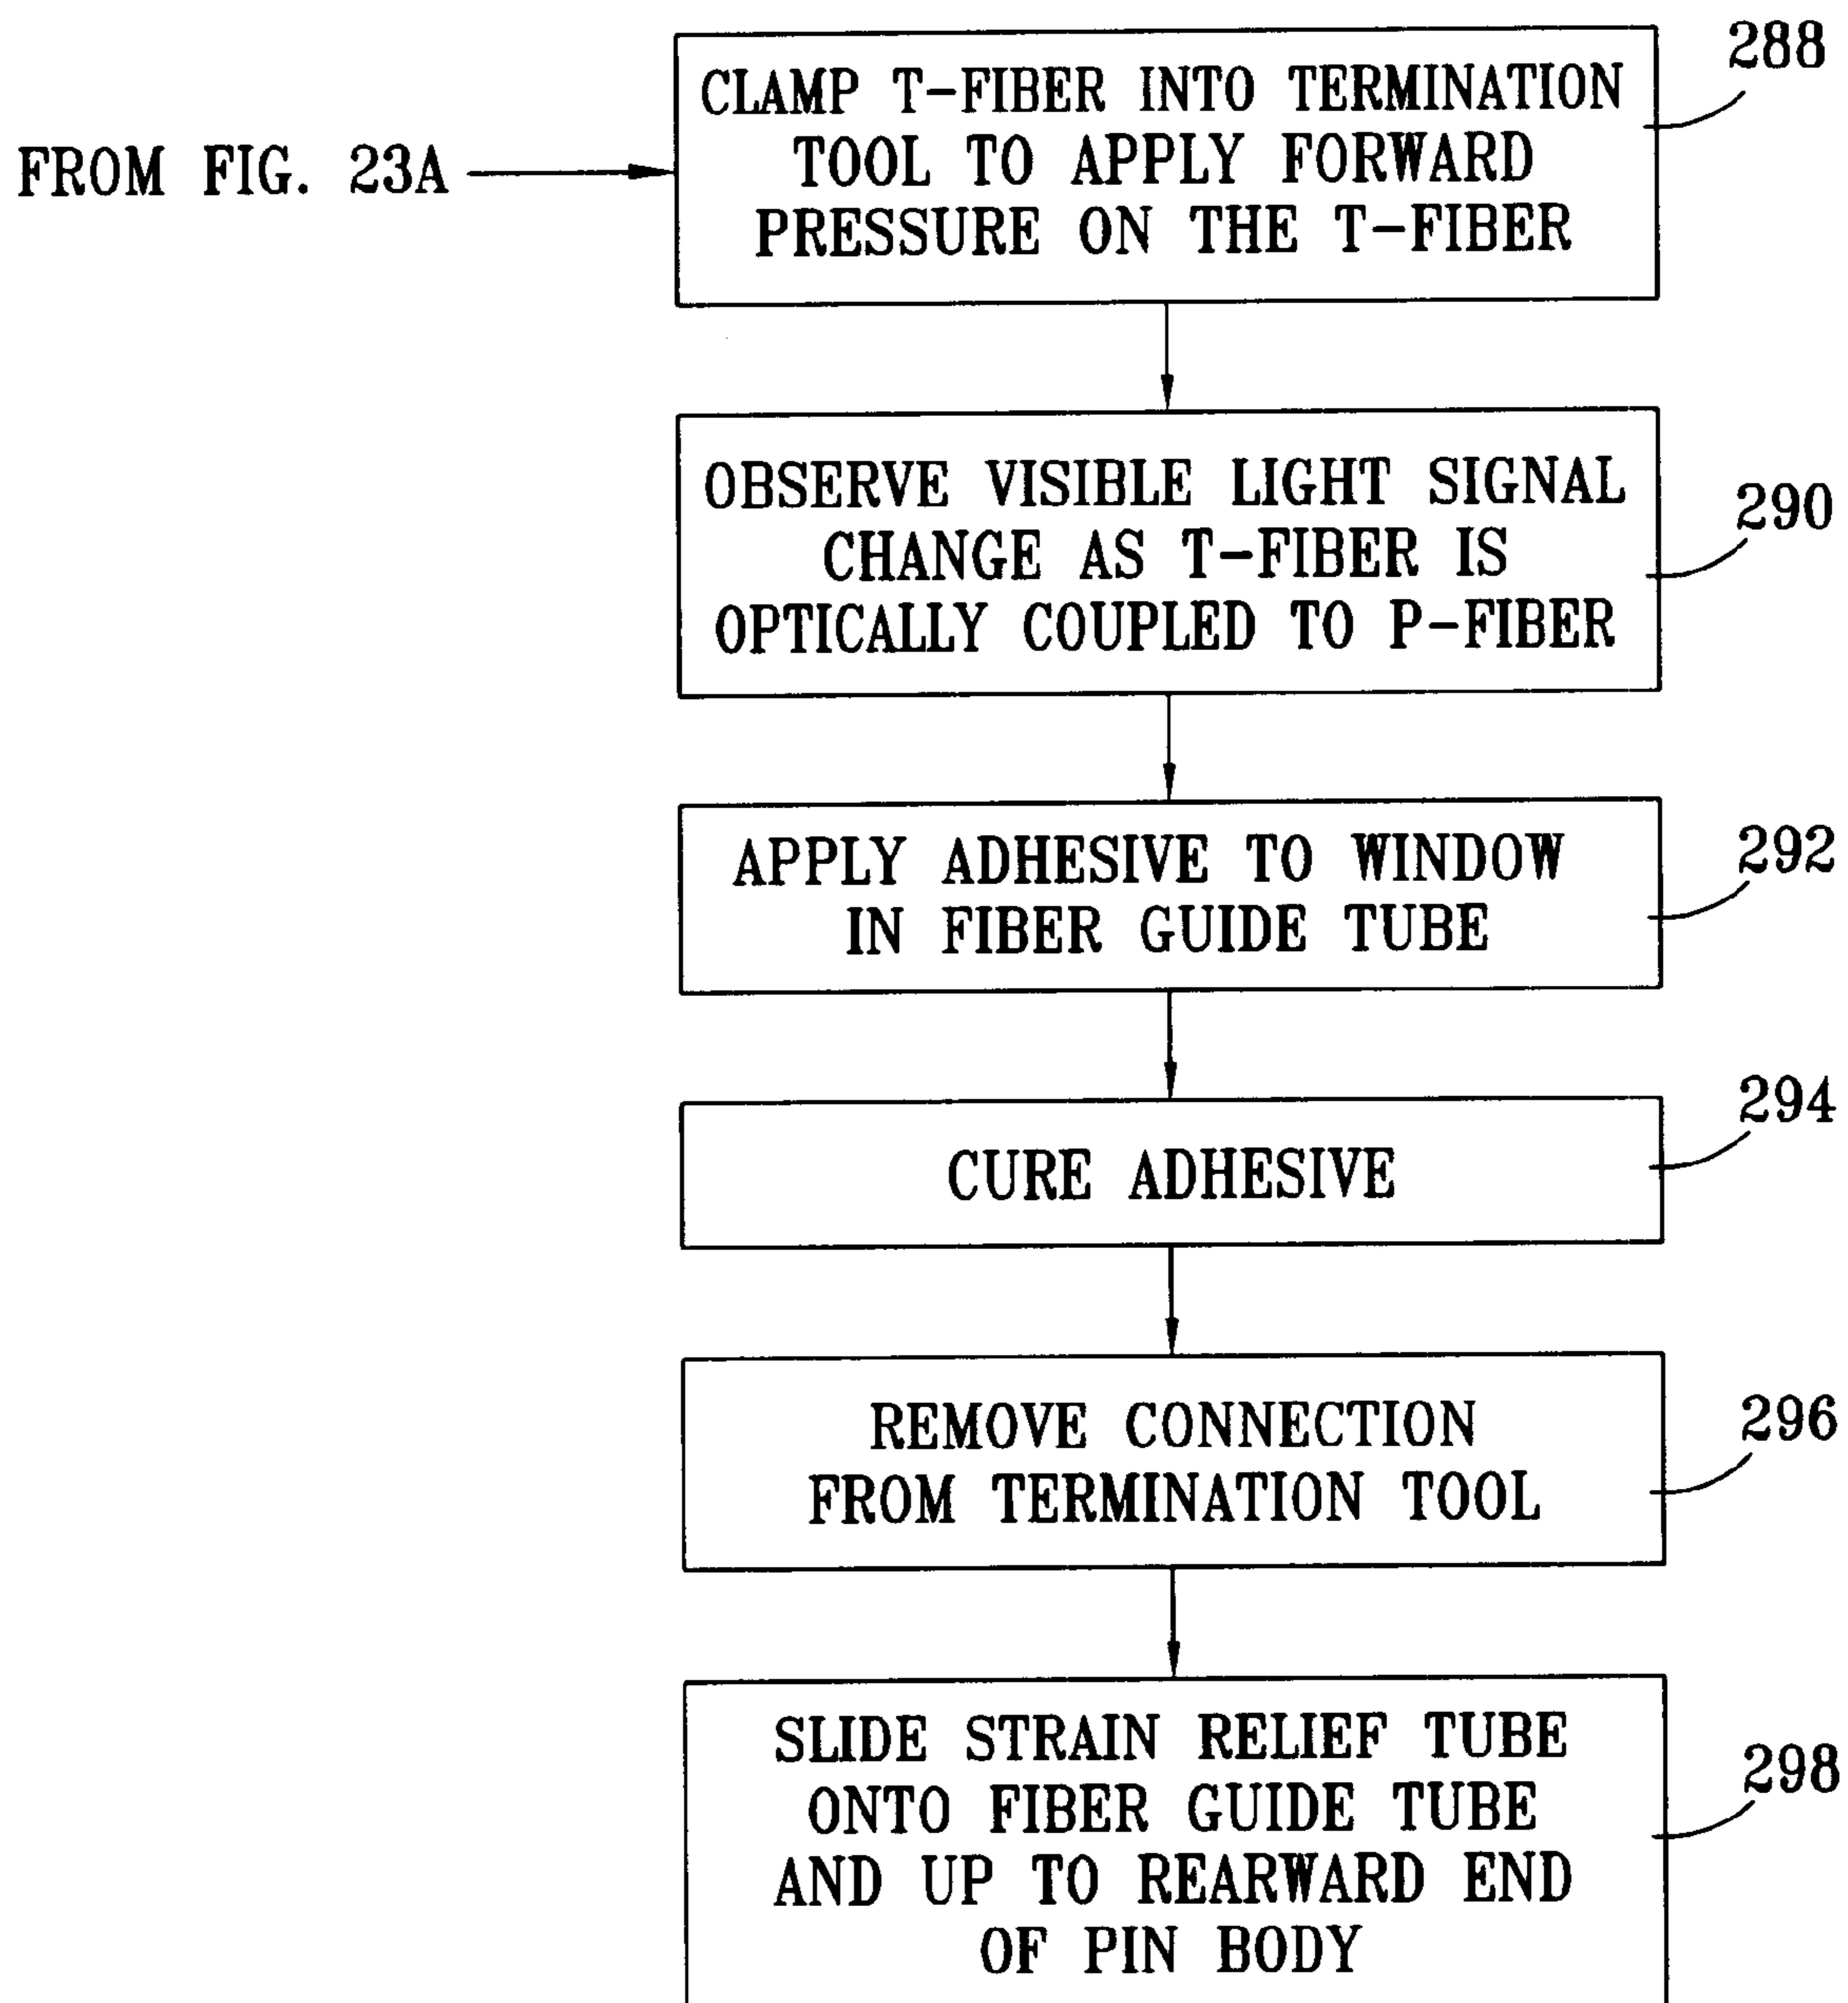 288
CLAMP T-FIBER INTO TERMINATION
TOOL TO APPLY FORWARD
PRESSURE ON THE T-FIBER
FROM FIG. 23A
OBSERVE VISIBLE LIGHT SIGNAL
CHANGE AS T-FIBER IS
OPTICALLY COUPLED TO P-FIBER
290
APPLY ADHESIVE TO WINDOW
IN FIBER GUIDE TUBE
292
CURE ADHESIVE
294
REMOVE CONNECTION
FROM TERMINATION TOOL
296
SLIDE STRAIN RELIEF TUBE
ONTO FIBER GUIDE TUBE
AND UP TO REARWARD END
OF PIN BODY
298